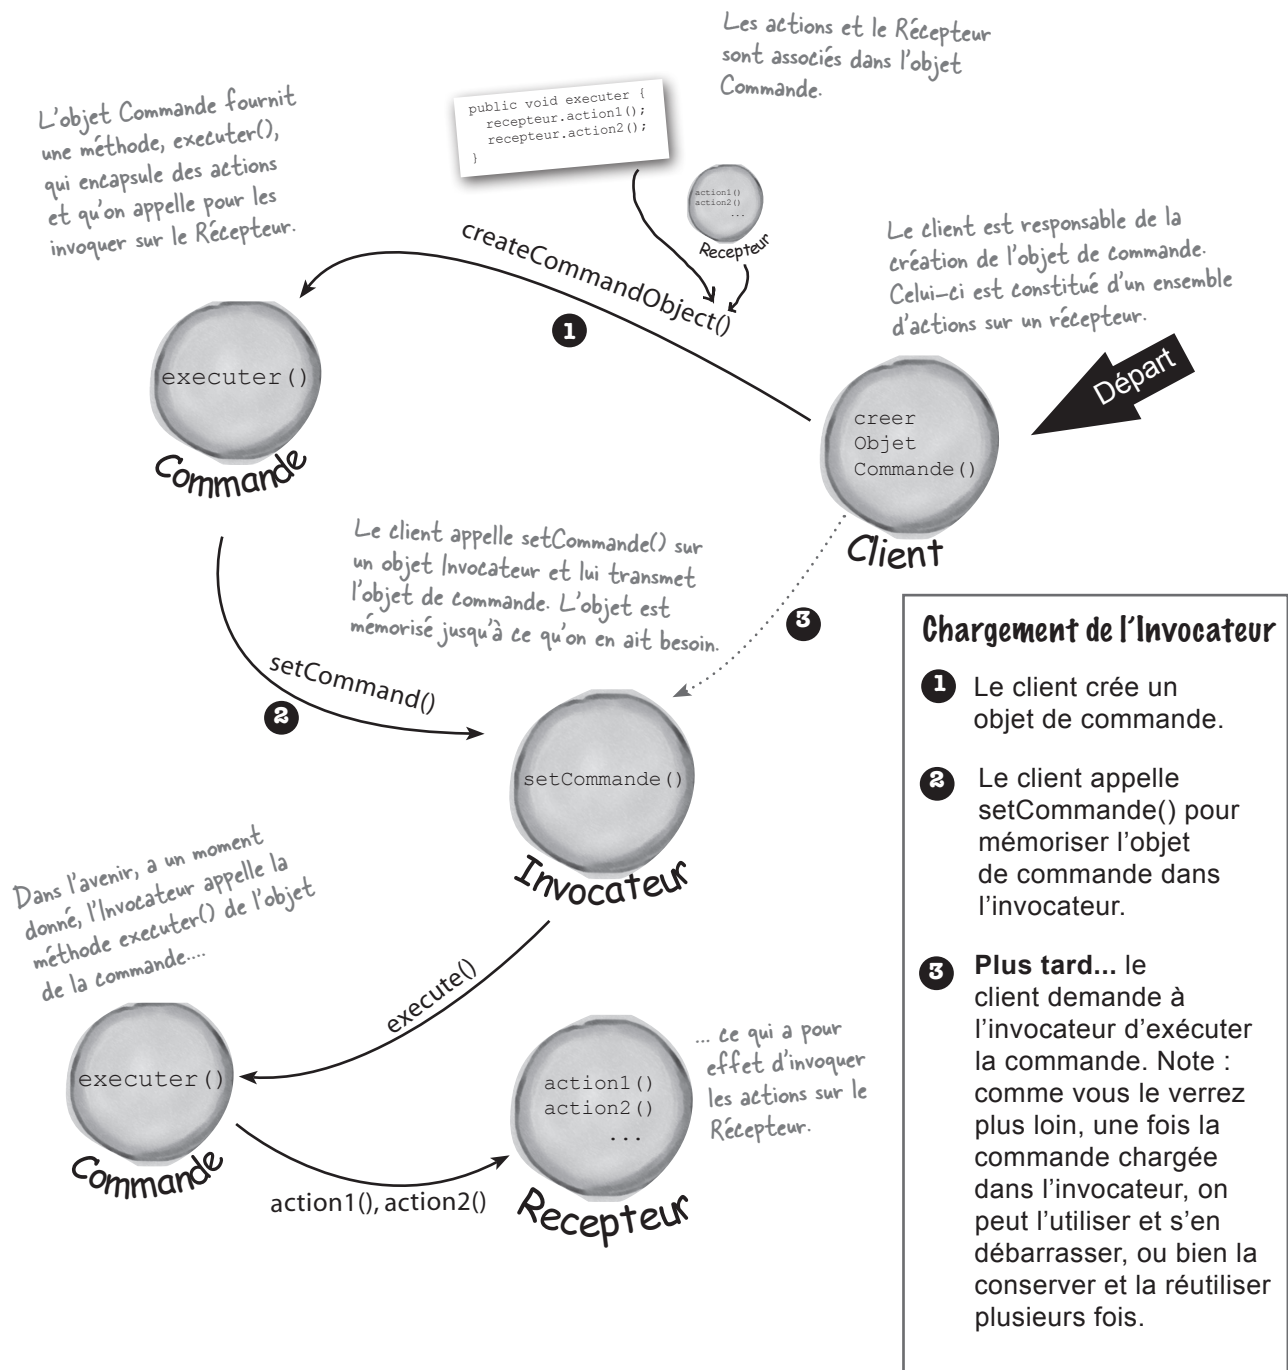 Les actions et le Récepteur
sont associés dans l'objet
Commande.
L'objet Commande fournit
une méthode, executer(),
qui encapsule des actions
et qu'on appelle pour les
invoquer sur le Récepteur.
public void executer {
recepteur.action1();
recepteur.action2();
}
action1()
action2()
...
Recepteur
Le client est responsable de la
création de l'objet de commande.
Celui-ci est constitué d'un ensemble
d'actions sur un récepteur.
createCommandObject()
1
Départ
executer()
Commande
creer
Objet
Commande()
Client
Le client appelle setCommande() sur
un objet Invocateur et lui transmet
l'objet de commande. L'objet est
mémorisé jusqu'à ce qu'on en ait besoin.
3
setCommand()
2
setCommande()
Invocateur
Dans l'avenir, a un moment
donné, l'Invocateur appelle la
méthode executer() de l'objet
de la commande....
execute()
executer()
Commande
action1(), action2()
action1()
action2()
...
Recepteur
... ce qui a pour
effet d'invoquer
les actions sur le
Récepteur.
Chargement de l'Invocateur
1 Le client crée un
objet de commande.
2 Le client appelle
setCommande() pour
mémoriser l'objet
de commande dans
l'invocateur.
3 Plus tard... le
client demande à
l'invocateur d'exécuter
la commande. Note :
comme vous le verrez
plus loin, une fois la
commande chargée
dans l'invocateur, on
peut l'utiliser et s'en
débarrasser, ou bien la
conserver et la réutiliser
plusieurs fois.